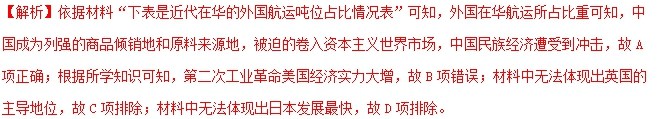 【解析】依据材料“下表是近代在华的外国航运吨位占比情况表”可知，外国在华航运所占比重可知，中
国成为列强的商品倾销地和原料来源地，被迫的卷入资本主义世界市场，中国民族经济遭受到冲击，故 A
项正确；根据所学知识可知，第二次工业革命美国经济实力大增，故 B 项错误；材料中无法体现出英国的
主导地位，故 C 项排除；材料中无法体现出日本发展最快，故 D 项排除。